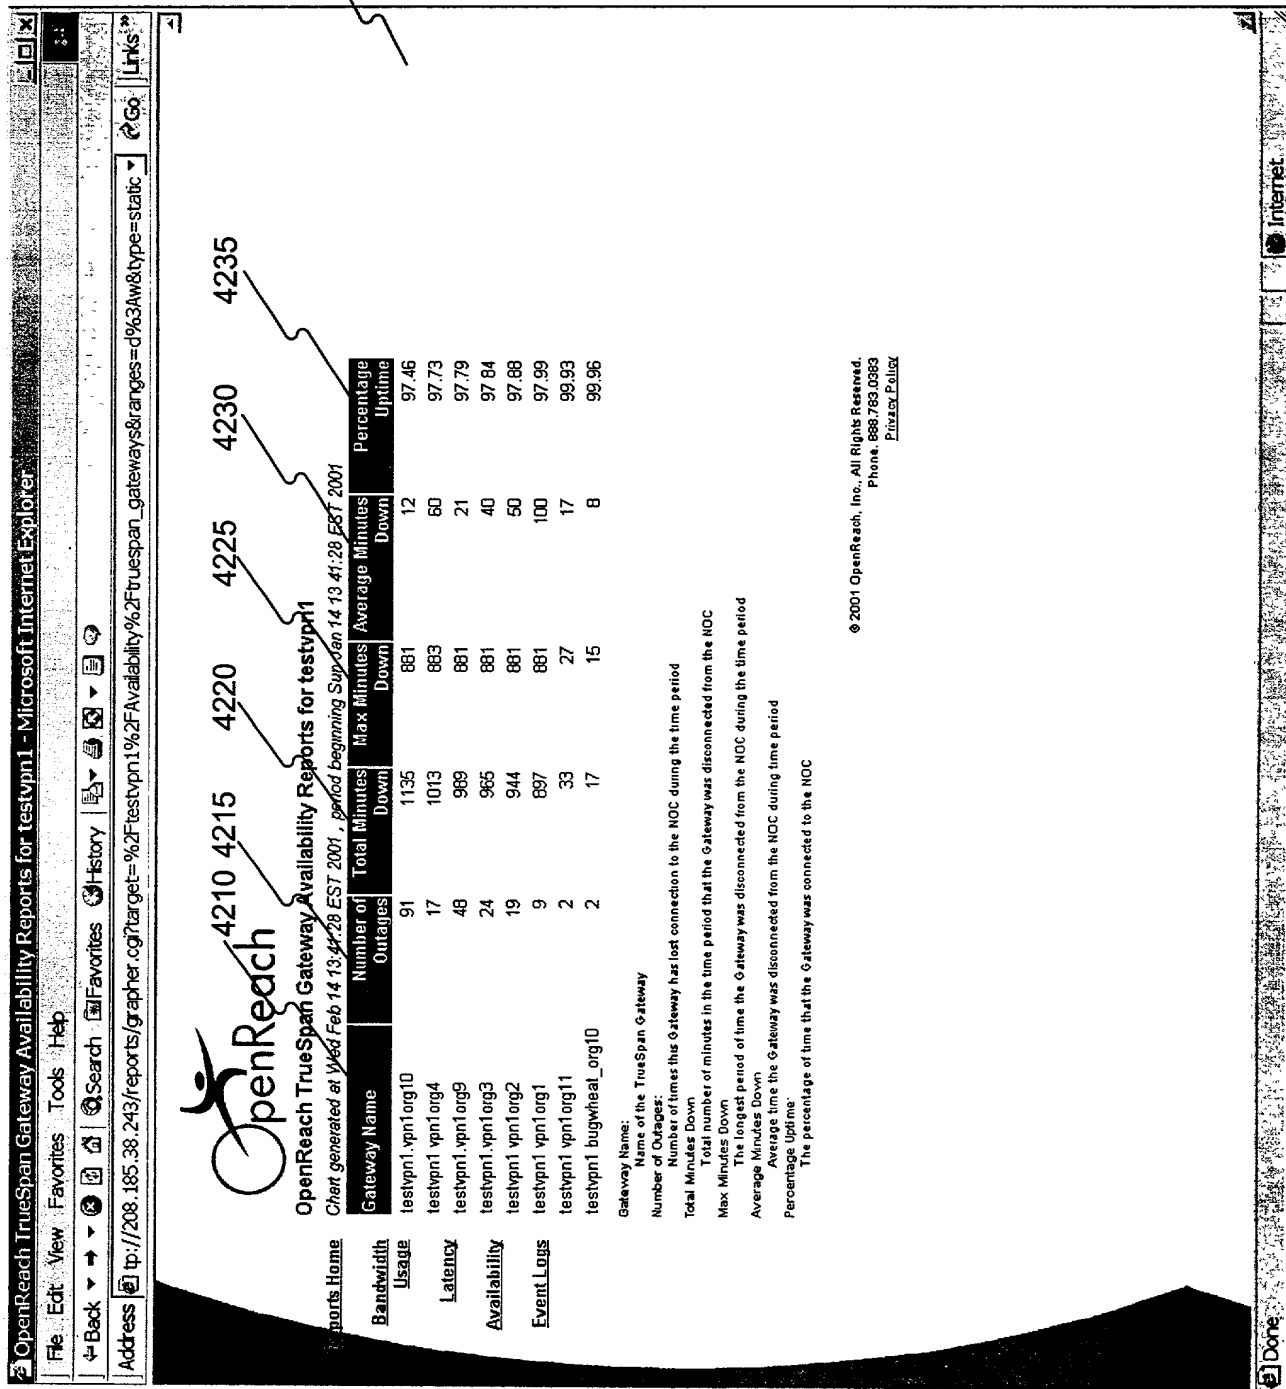 OpenReach TrueSpan Gateway Availability Reports for testvpn1 - Microsoft Internet Explorer
File Edit View Favorites Tools Help
Back Search Favorites History
Address tp://208.185.38.243/reports/grapher.cgi?target=%2Ftestvpn1%2FAvailability%2Ftruespan_gateways&ranges=d%3Aw&type=static Go Links »
4210 4215 4220 4225 4230 4235
OpenReach
OpenReach TrueSpan Gateway Availability Reports for testvpn1
Chart generated at Wed Feb 14 13:41:28 EST 2001 , period beginning Sun Jan 14 13 41:28 EST 2001
ports Home
Bandwidth Usage
Latency
Availability
Event Logs
Gateway Name Number of Outages Total Minutes Down Max Minutes Down Average Minutes Down Percentage Uptime
testvpn1.vpn1org10 91 1135 881 12 97.46
testvpn1 vpn1org4 17 1013 883 60 97.73
testvpn1.vpn1org9 48 989 881 21 97.79
testvpn1.vpn1org3 24 965 881 40 97 84
testvpn1 vpn1org2 19 944 881 50 97.88
testvpn1 vpn1org1 9 897 881 100 97.99
testvpn1 vpn1org11 2 33 27 17 99.93
testvpn1 bugwheat_org10 2 17 15 8 99.96
Gateway Name:
Name of the TrueSpan Gateway
Number of Outages:
Number of times this Gateway has lost connection to the NOC during the time period
Total Minutes Down
Total number of minutes in the time period that the Gateway was disconnected from the NOC
Max Minutes Down
The longest period of time the Gateway was disconnected from the NOC during the time period
Average Minutes Down
Average time the Gateway was disconnected from the NOC during time period
Percentage Uptime
The percentage of time that the Gateway was connected to the NOC
© 2001 OpenReach, Inc., All Rights Reserved.
Phone. 888.783.0383
Privacy Policy
Done
Internet